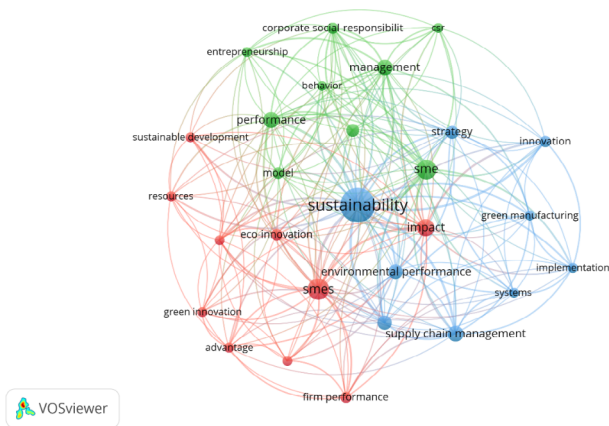 corporate social responsibilit
csr
entrepreneurship
management
behavior
performance
strategy
sustainable development
innovation
model
sme
resources
sustainability
green manufacturing
impact
eco-innovation
environmental performance
implementation
smes
systems
green innovation
supply chain management
advantage
firm performance
VOSviewer